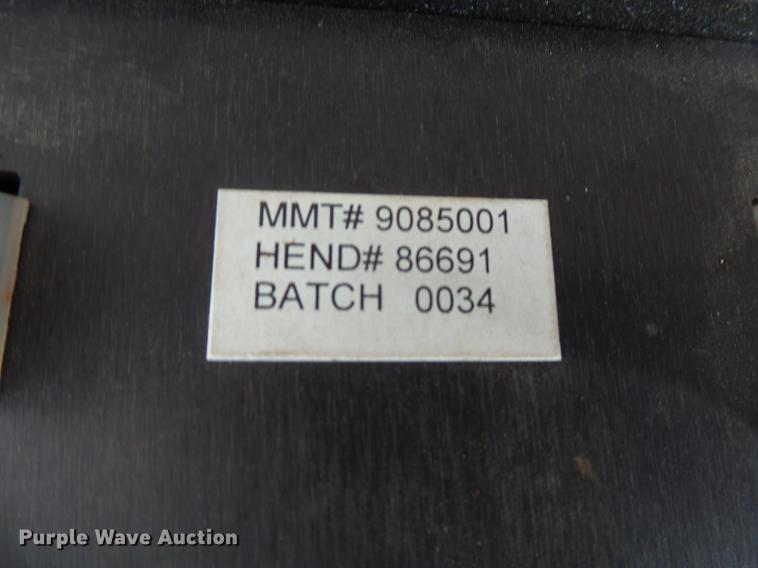 MMT# 9085001
HEND# 86691
BATCH 0034
Purple Wave Auction